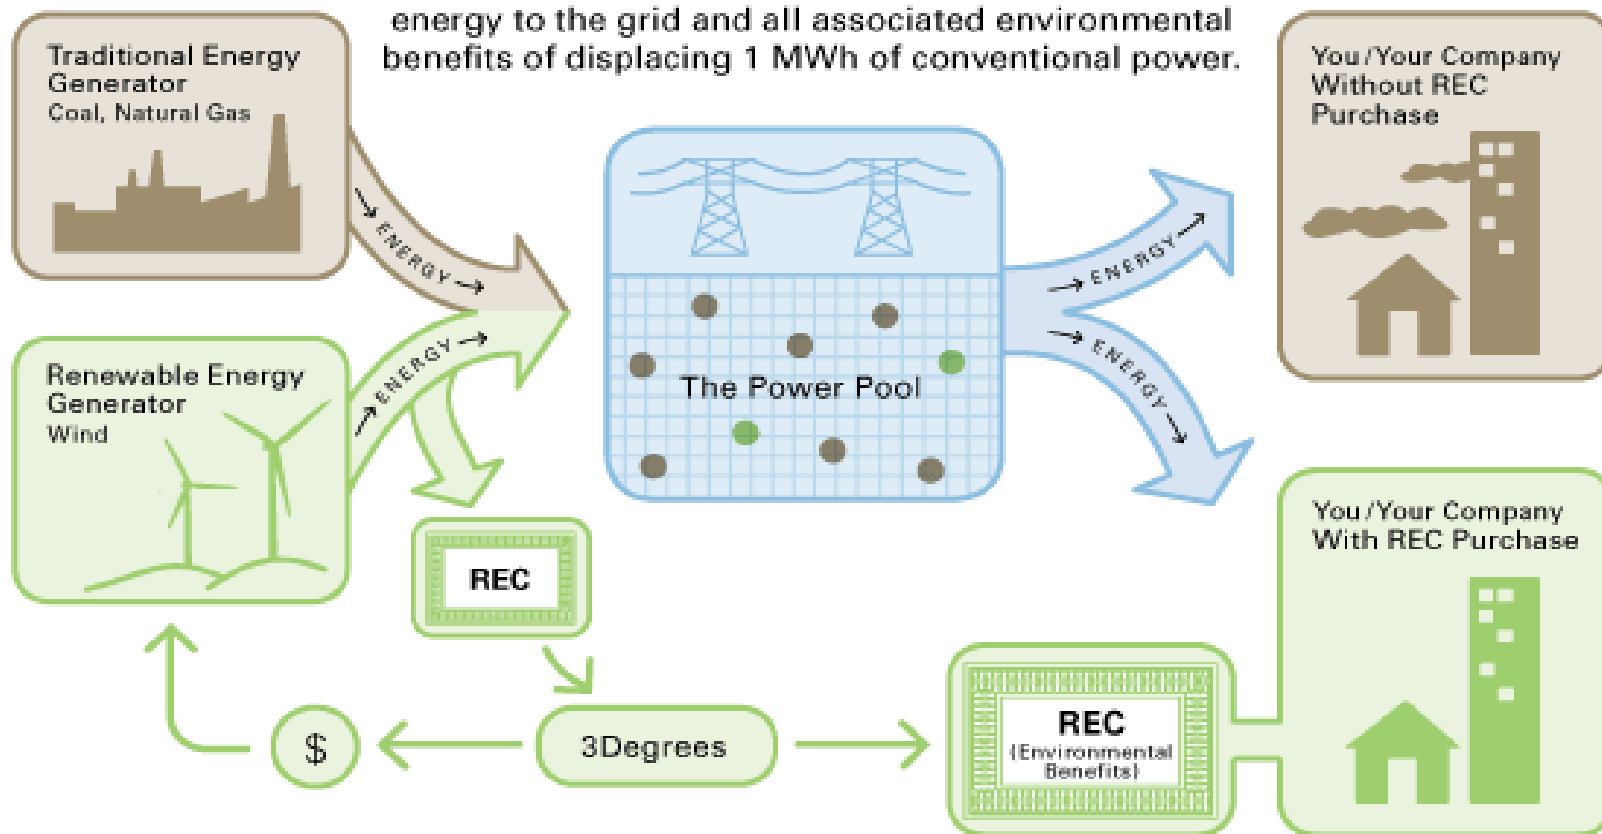 energy to the grid and all associated environmental
benefits of displacing 1 MWh of conventional power.
Traditional Energy
Generator
Coal, Natural Gas
→ ENERGY →
Renewable Energy
Generator
Wind
→ ENERGY →
The Power Pool
→ ENERGY →
→ ENERGY →
You/Your Company
Without REC
Purchase
You/Your Company
With REC Purchase
REC
$
3Degrees
REC
(Environmental
Benefits)